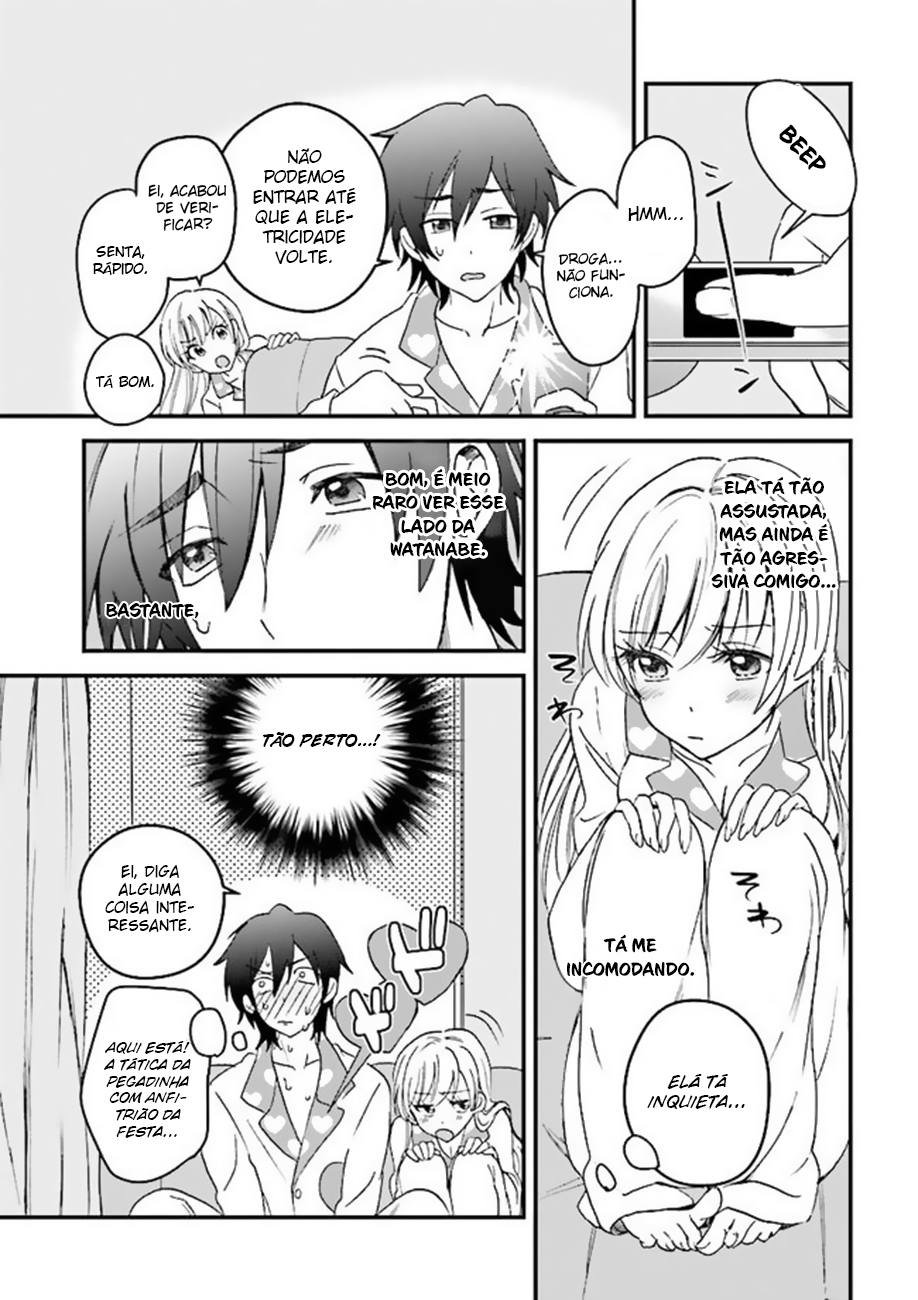 BEEP
HMM...
DROGA...
NÃO FUN-
CIONA.
NÃO
PODEMOS
ENTRAR ATÉ
QUE A ELE-
TRICIDADE
VOLTE.
EI, ACABOU
DE VERI-
FICAR?
SENTA,
RÁPIDO.
TÁ BOM.
ELA TÁ TÃO
ASSUSTADA,
MAS AINDA É
TÃO AGRES-
SIVA COMIGO...
BOM, É MEIO
RARO VER ESSE
LADO DA
WATANABE.
BASTANTE,
TÁ ME
INCOMODANDO.
ELÁ TÁ
INQUIETA...
TÃO PERTO...!
EI, DIGA
ALGUMA
COISA INTE-
RESSANTE.
AQUI ESTÁ!
A TÁTICA DA
PEGADINHA
COM ANFI-
TRIÃO DA
FESTA...